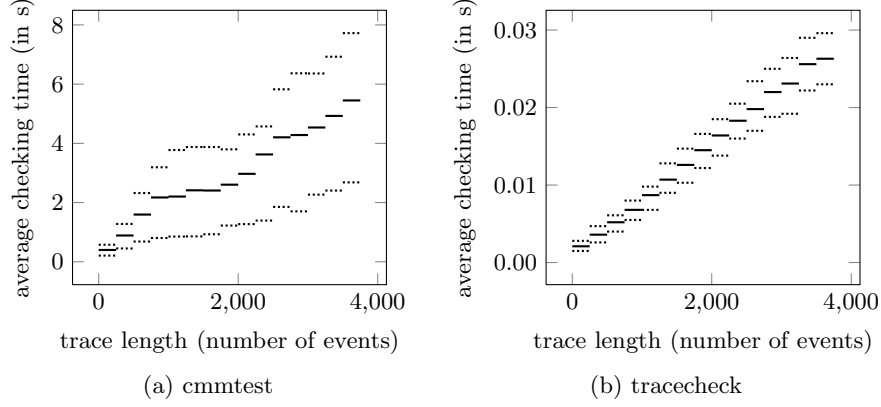 average checking time (in s)
8
6
4
2
0
0
2,000
4,000
trace length (number of events)
(a) cmmtest
average checking time (in s)
0.03
0.02
0.01
0.00
0
2,000
4,000
trace length (number of events)
(b) tracecheck